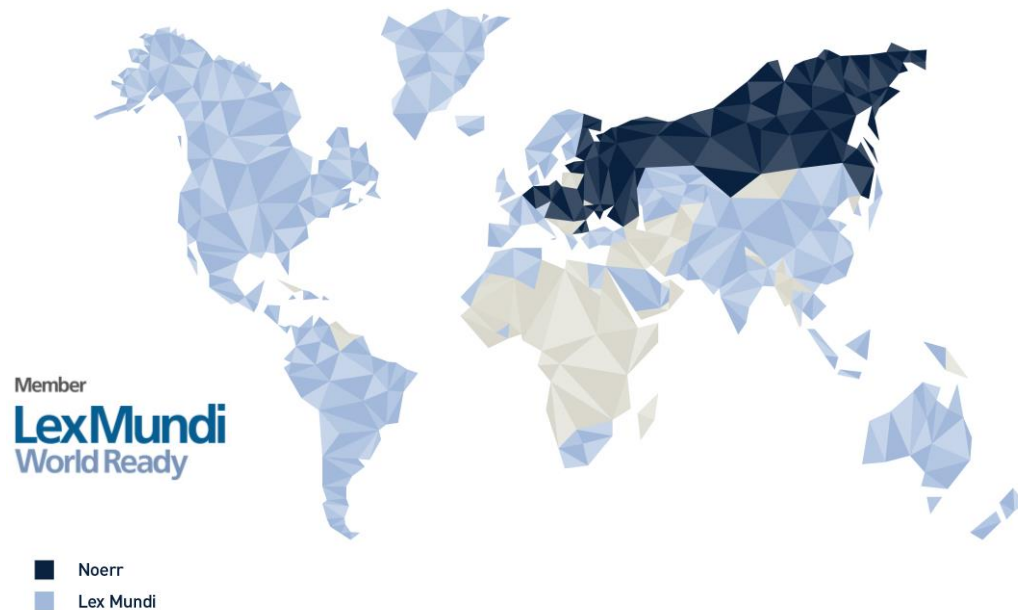 Member
LexMundi
World Ready
Noerr
Lex Mundi